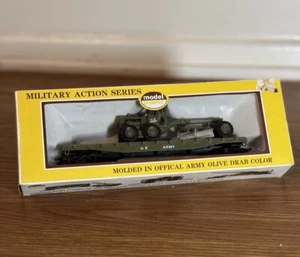 MILITARY ACTION SERIES
model
U S ARMY
MOLDED IN OFFICAL ARMY OLIVE DRAB COLOR